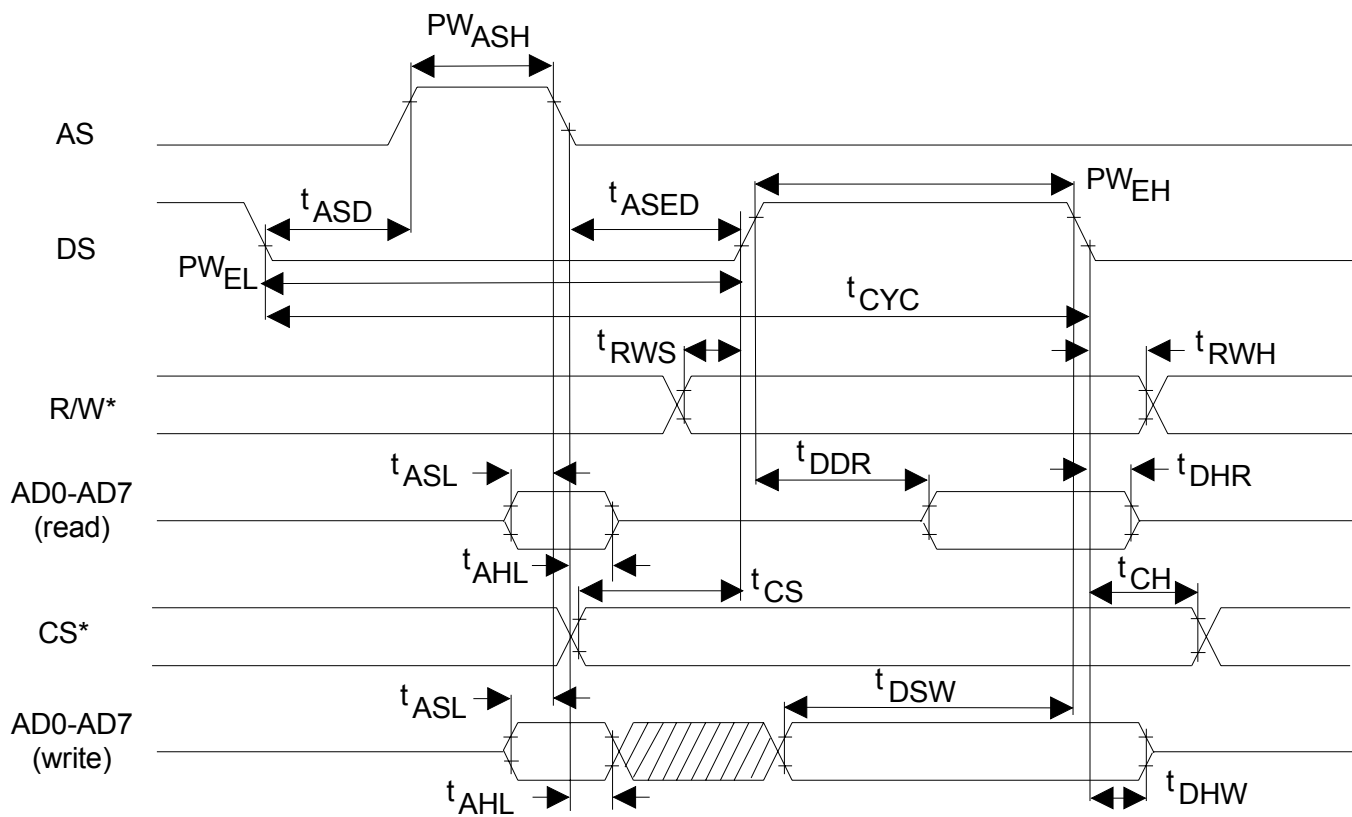 PWASH
AS
tASD
tASED
PWEH
DS
PWEL
tCYC
tRWS
tRWH
R/W*
tASL
tDDR
tDHR
AD0-AD7
(read)
tAHL
tCS
tCH
CS*
tASL
tDSW
AD0-AD7
(write)
tAHL
tDHW